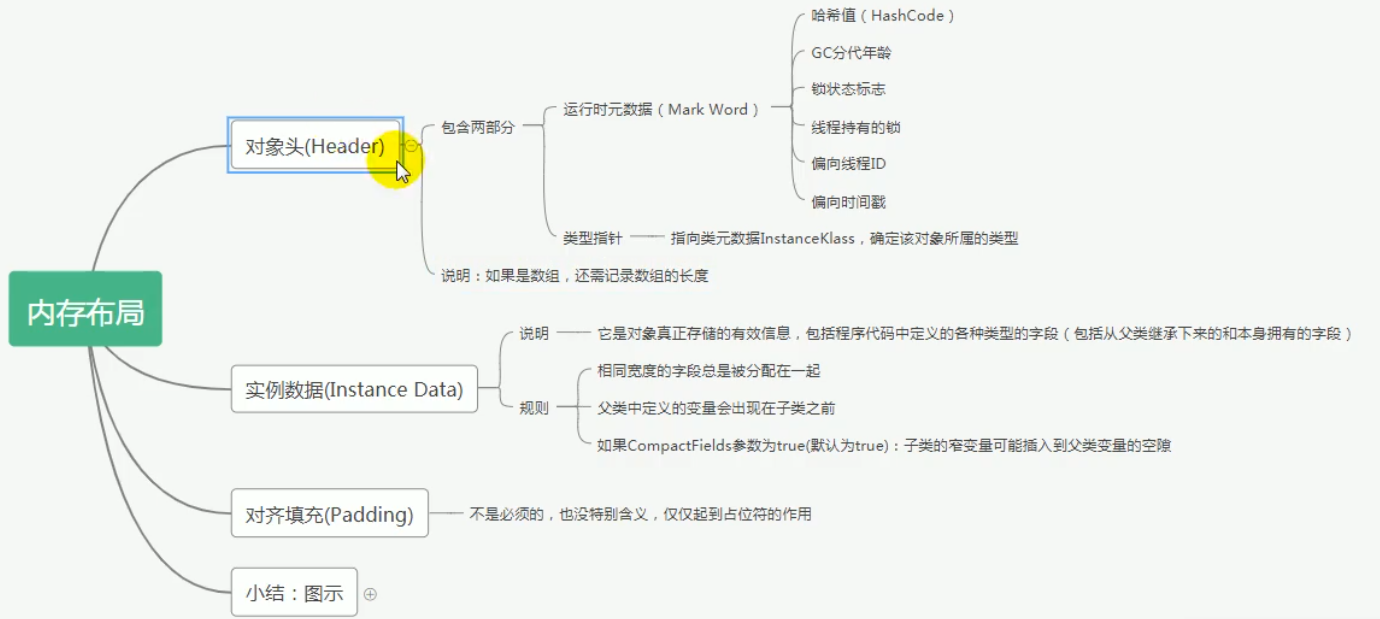 内存布局
对象头(Header)
包含两部分
运行时元数据（Mark Word）
哈希值（HashCode）
GC分代年龄
锁状态标志
线程持有的锁
偏向线程ID
偏向时间戳
类型指针
指向类元数据InstanceKlass，确定该对象所属的类型
说明：如果是数组，还需记录数组的长度
实例数据(Instance Data)
说明
它是对象真正存储的有效信息，包括程序代码中定义的各种类型的字段（包括从父类继承下来的和本身拥有的字段）
规则
相同宽度的字段总是被分配在一起
父类中定义的变量会出现在子类之前
如果CompactFields参数为true(默认为true)：子类的窄变量可能插入到父类变量的空隙
对齐填充(Padding)
不是必须的，也没特别含义，仅仅起到占位符的作用
小结：图示